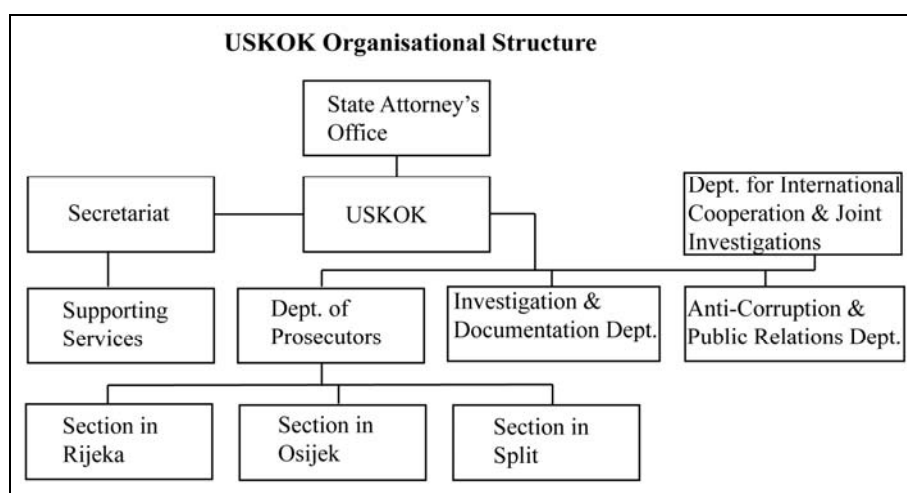 USKOK Organisational Structure
State Attorney's
Office
Secretariat
USKOK
Dept. for International
Cooperation & Joint
Investigations
Supporting
Services
Dept. of
Prosecutors
Investigation &
Documentation Dept.
Anti-Corruption &
Public Relations Dept.
Section in
Rijeka
Section in
Osijek
Section in
Split